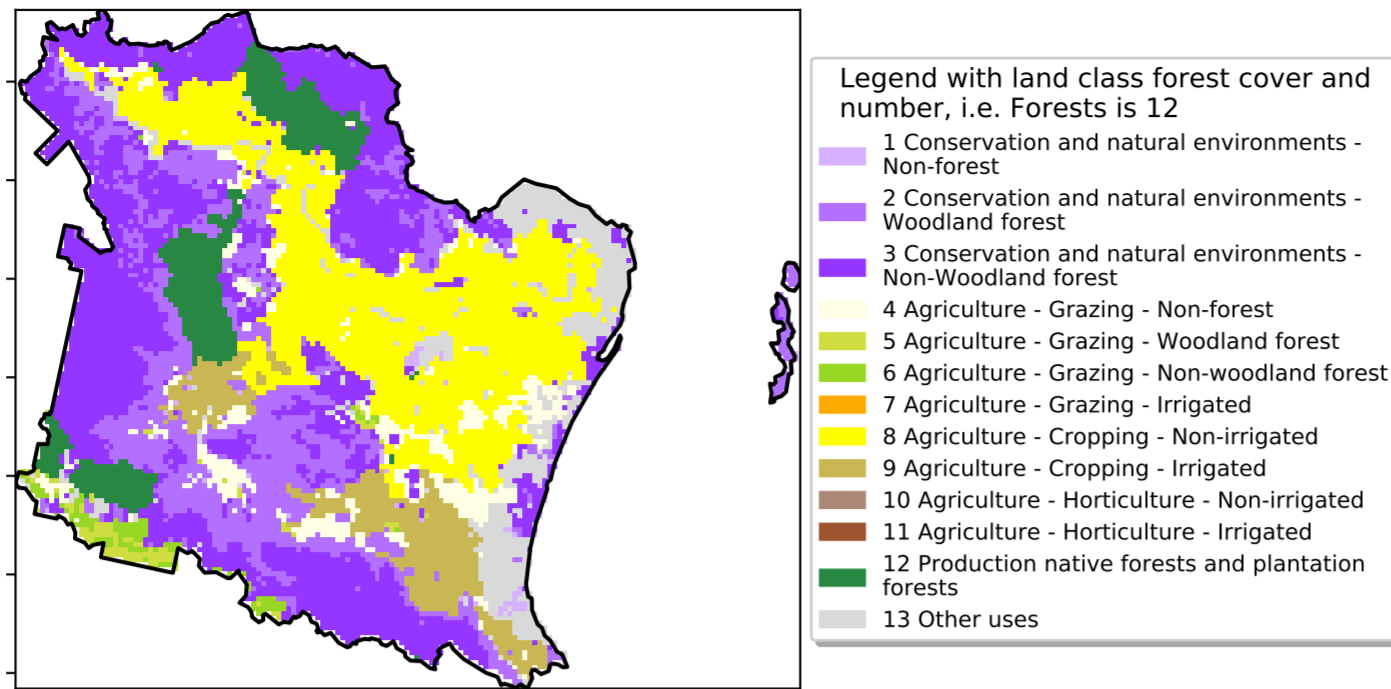 Legend with land class forest cover and
number, i.e. Forests is 12
1 Conservation and natural environments -
Non-forest
2 Conservation and natural environments -
Woodland forest
3 Conservation and natural environments -
Non-Woodland forest
4 Agriculture - Grazing - Non-forest
5 Agriculture - Grazing - Woodland forest
6 Agriculture - Grazing - Non-woodland forest
7 Agriculture - Grazing - Irrigated
8 Agriculture - Cropping - Non-irrigated
9 Agriculture - Cropping - Irrigated
10 Agriculture - Horticulture - Non-irrigated
11 Agriculture - Horticulture - Irrigated
12 Production native forests and plantation
forests
13 Other uses